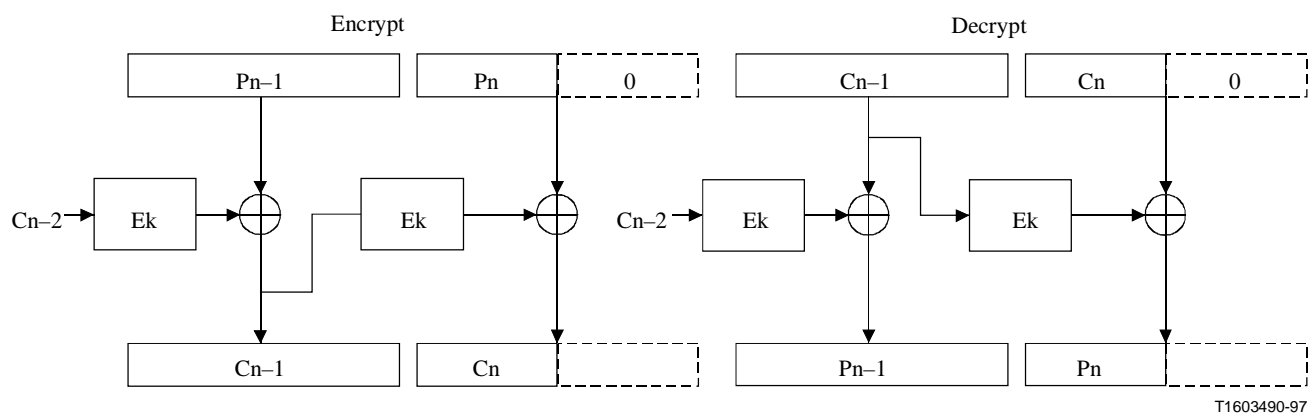 Encrypt
Decrypt
Pn–1
Pn
0
Cn–1
Cn
0
Cn–2
Ek
Ek
Cn–2
Ek
Ek
Cn–1
Cn
Pn–1
Pn
T1603490-97